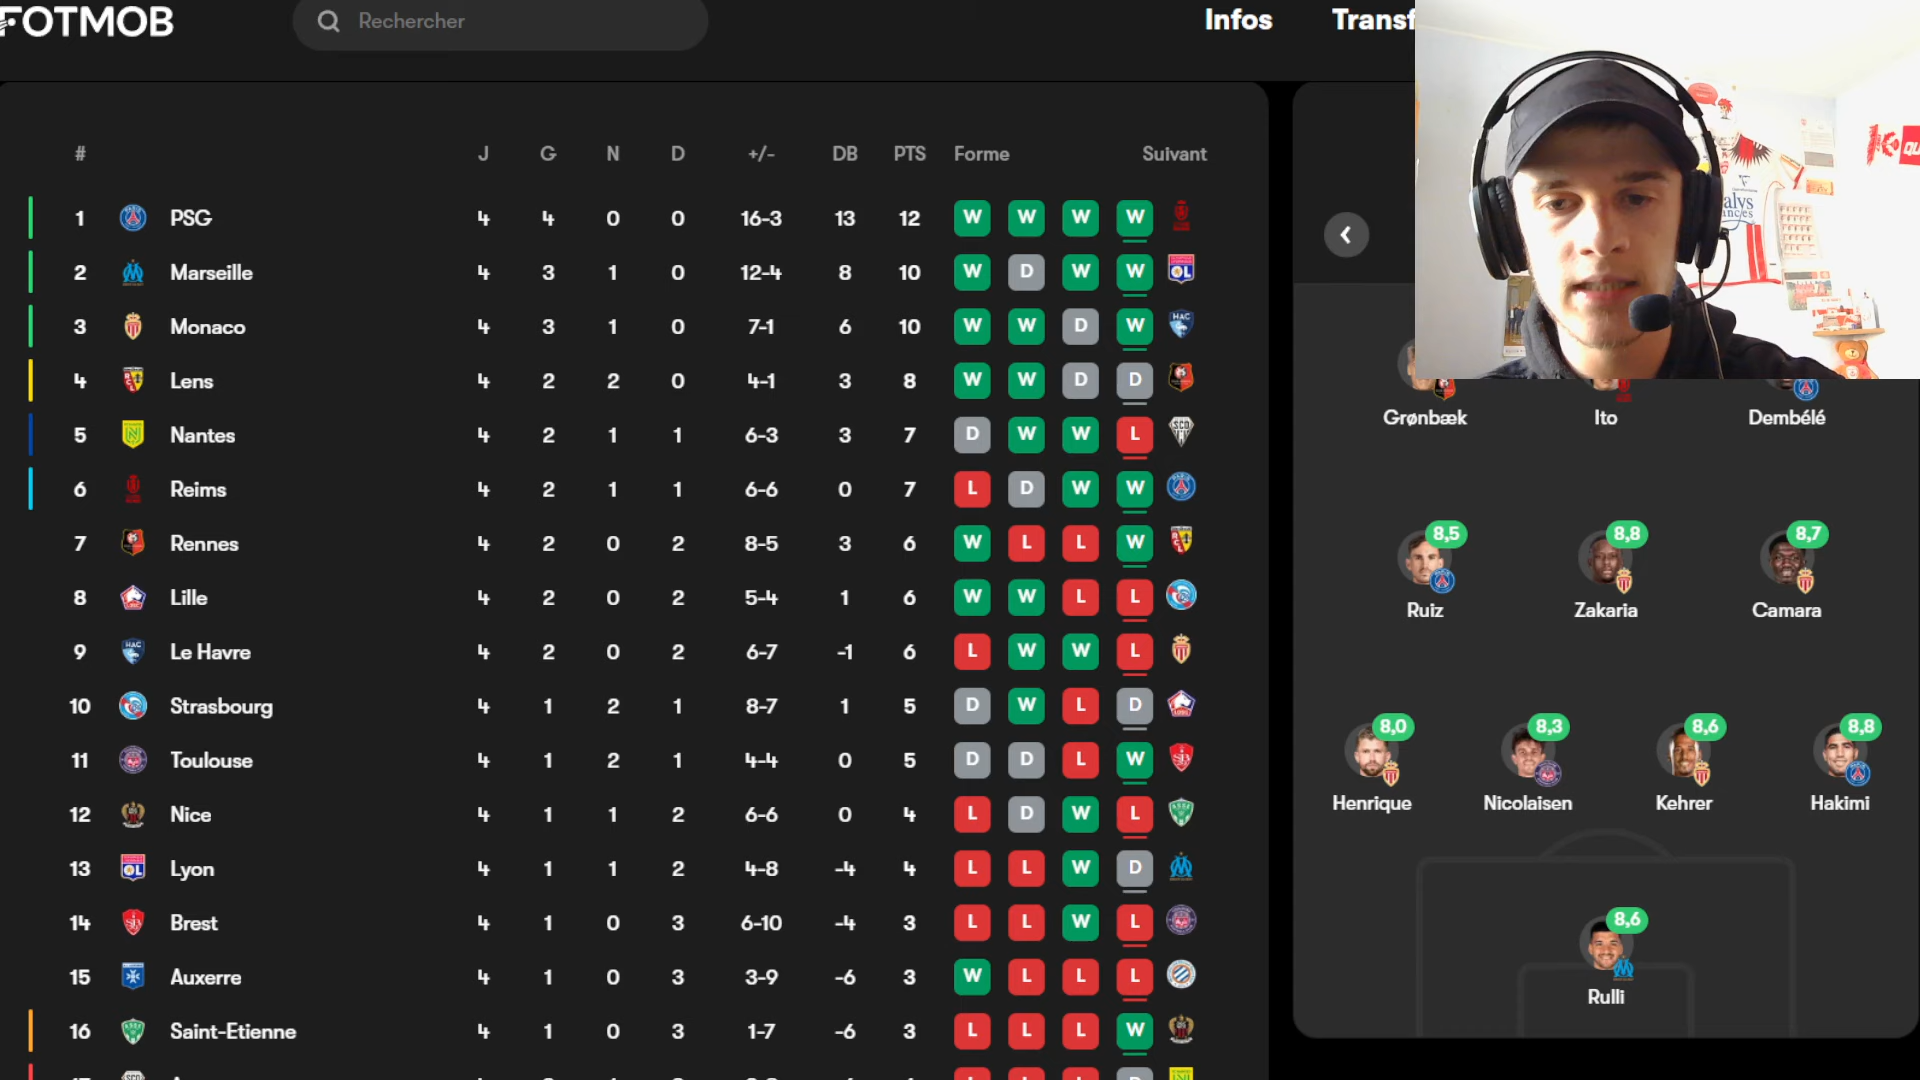 FOTMOB
Rechercher
Infos
Transf
# J G N D +/- DB PTS Forme Suivant
1 PSG 4 4 0 0 16-3 13 12 W W W W
2 Marseille 4 3 1 0 12-4 8 10 W D W W
3 Monaco 4 3 1 0 7-1 6 10 W W D W
4 Lens 4 2 2 0 4-1 3 8 W W D D
5 Nantes 4 2 1 1 6-3 3 7 D W W L
6 Reims 4 2 1 1 6-6 0 7 L D W W
7 Rennes 4 2 0 2 8-5 3 6 W L L W
8 Lille 4 2 0 2 5-4 1 6 W W L L
9 Le Havre 4 2 0 2 6-7 -1 6 L W W L
10 Strasbourg 4 1 2 1 8-7 1 5 D W L D
11 Toulouse 4 1 2 1 4-4 0 5 D D L W
12 Nice 4 1 1 2 6-6 0 4 L D W L
13 Lyon 4 1 1 2 4-8 -4 4 L L W D
14 Brest 4 1 0 3 6-10 -4 3 L L W L
15 Auxerre 4 1 0 3 3-9 -6 3 W L L L
16 Saint-Etienne 4 1 0 3 1-7 -6 3 L L L W
Grønbæk Ito Dembélé
8,5 8,8 8,7
Ruiz Zakaria Camara
8,0 8,3 8,6 8,8
Henrique Nicolaisen Kehrer Hakimi
8,6
Rulli